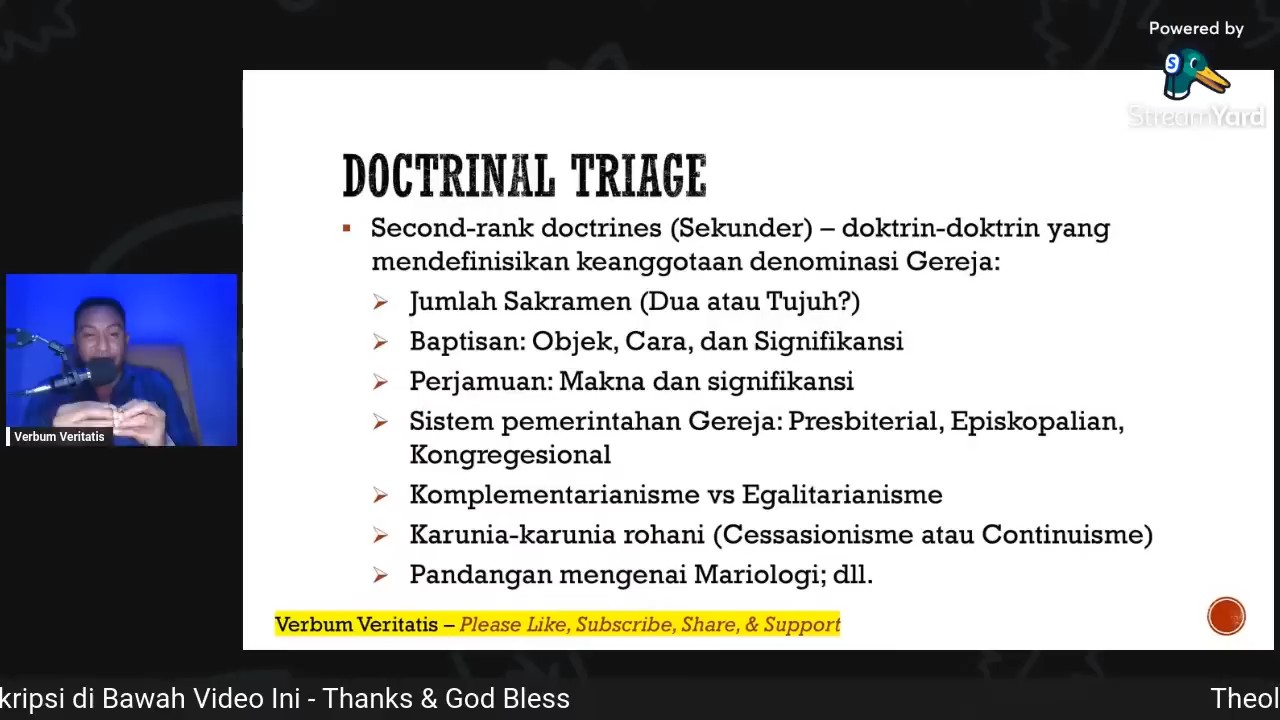 Powered by
StreamYard
DOCTRINAL TRIAGE
Second-rank doctrines (Sekunder) – doktrin-doktrin yang
mendefinisikan keanggotaan denominasi Gereja:
Jumlah Sakramen (Dua atau Tujuh?)
Baptisan: Objek, Cara, dan Signifikansi
Perjamuan: Makna dan signifikansi
Sistem pemerintahan Gereja: Presbiterial, Episkopalian,
Kongregesional
Komplementarianisme vs Egalitarianisme
Karunia-karunia rohani (Cessasionisme atau Continuisme)
Pandangan mengenai Mariologi; dll.
Verbum Veritatis
Verbum Veritatis – Please Like, Subscribe, Share, & Support
kripsi di Bawah Video Ini - Thanks & God Bless
Theol